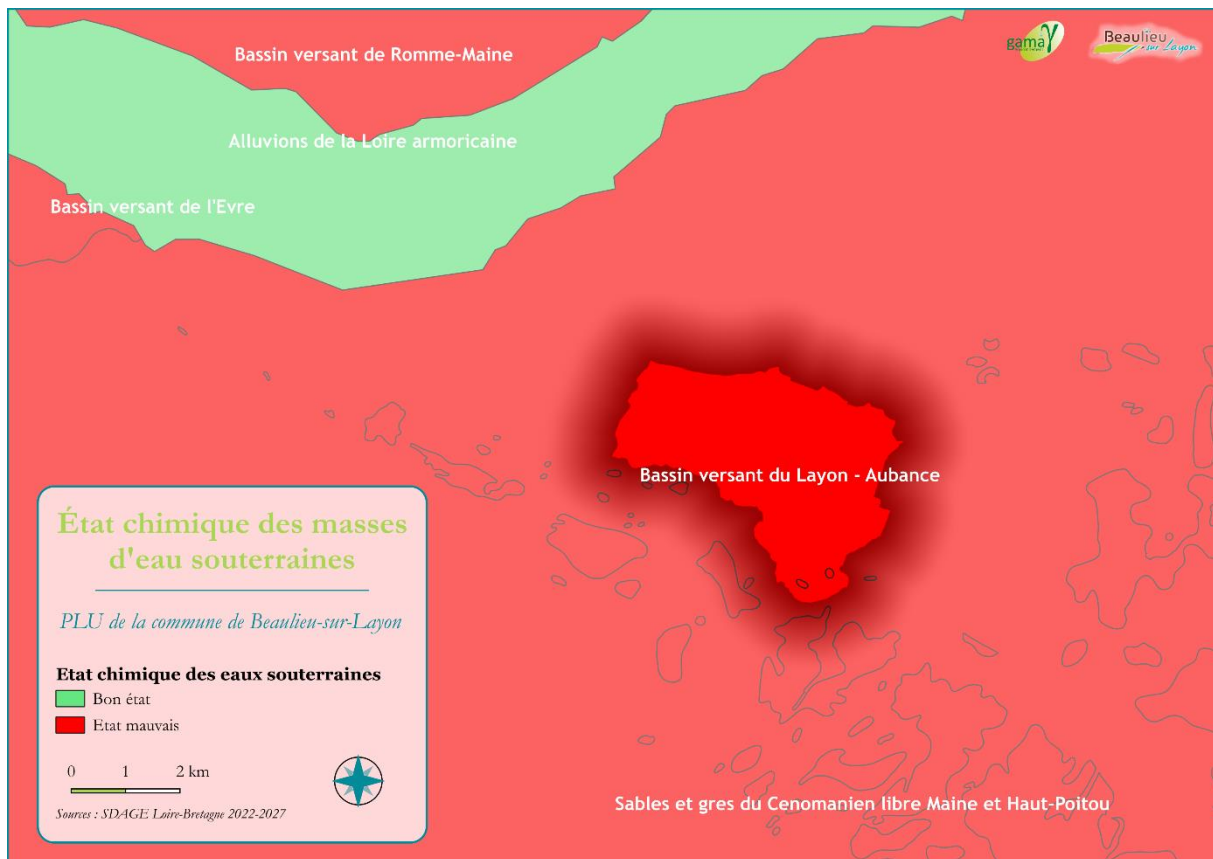 Bassin versant de Romme-Maine
gama
Beaulieu
sur Layon
Alluvions de la Loire armoricaine
Bassin versant de l'Evre
Bassin versant du Layon - Aubance
État chimique des masses
d'eau souterraines
PLU de la commune de Beaulieu-sur-Layon
Etat chimique des eaux souterraines
Bon état
Etat mauvais
0 1 2 km
Sources : SDAGE Loire-Bretagne 2022-2027
Sables et gres du Cenomanien libre Maine et Haut-Poitou